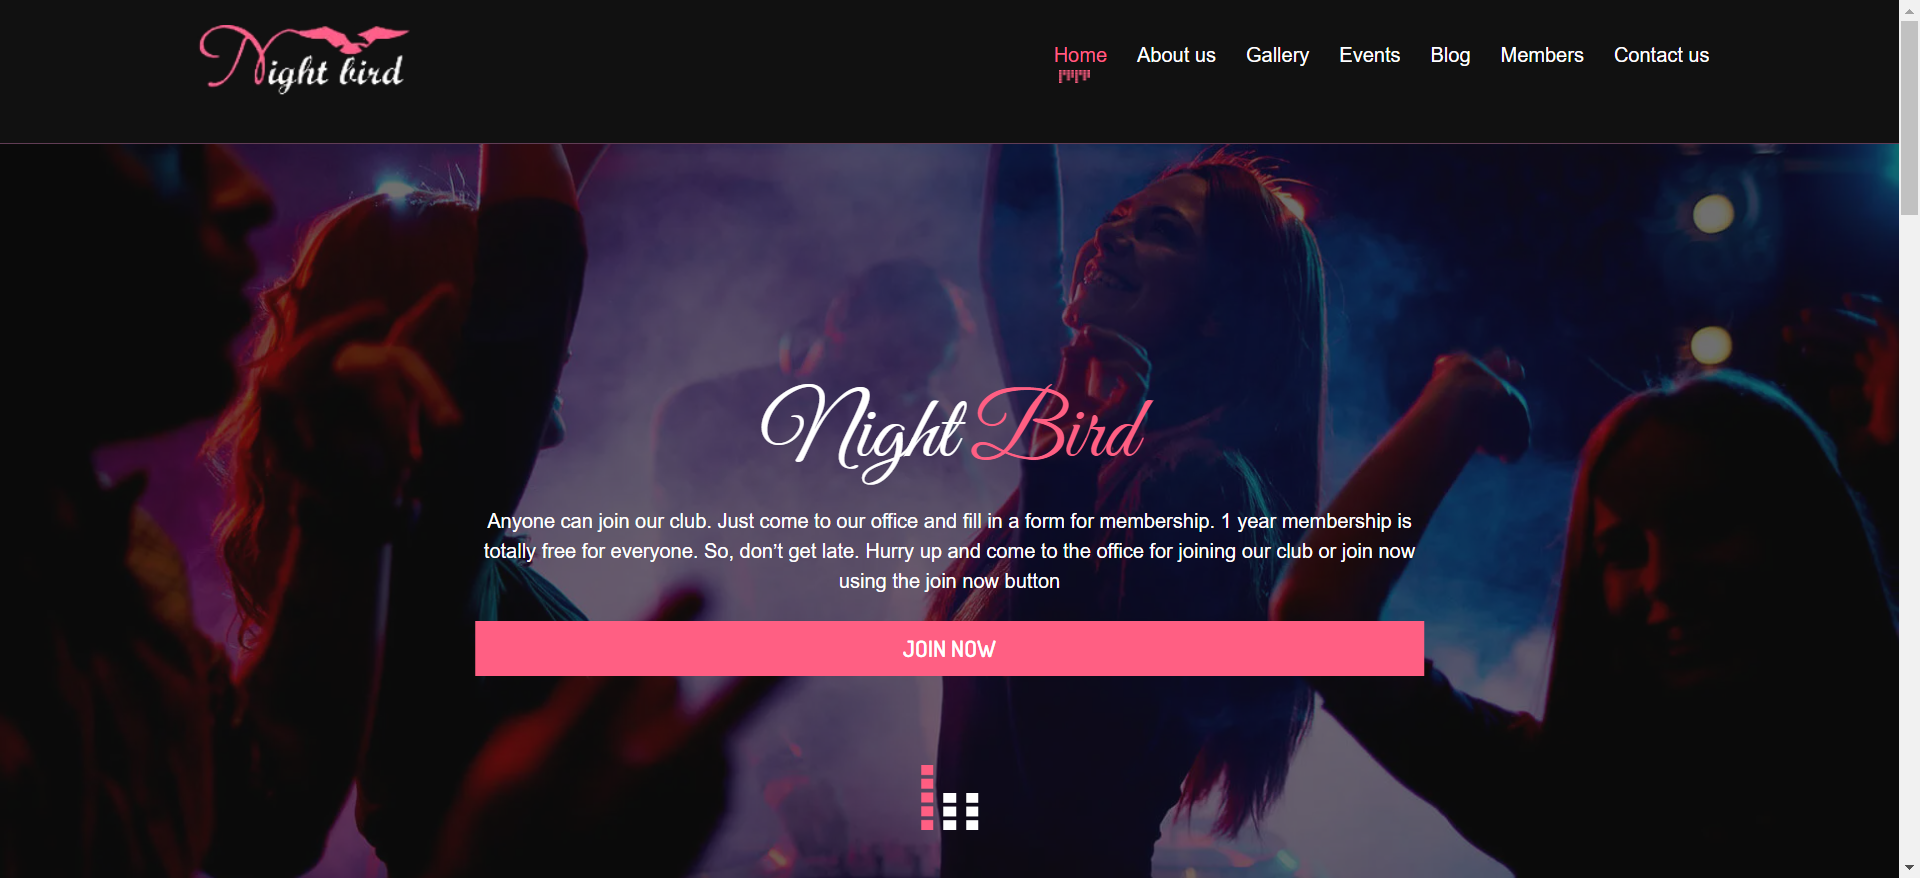 Night bird
Home About us Gallery Events Blog Members Contact us
Night Bird
Anyone can join our club. Just come to our office and fill in a form for membership. 1 year membership is
totally free for everyone. So, don’t get late. Hurry up and come to the office for joining our club or join now
using the join now button
JOIN NOW